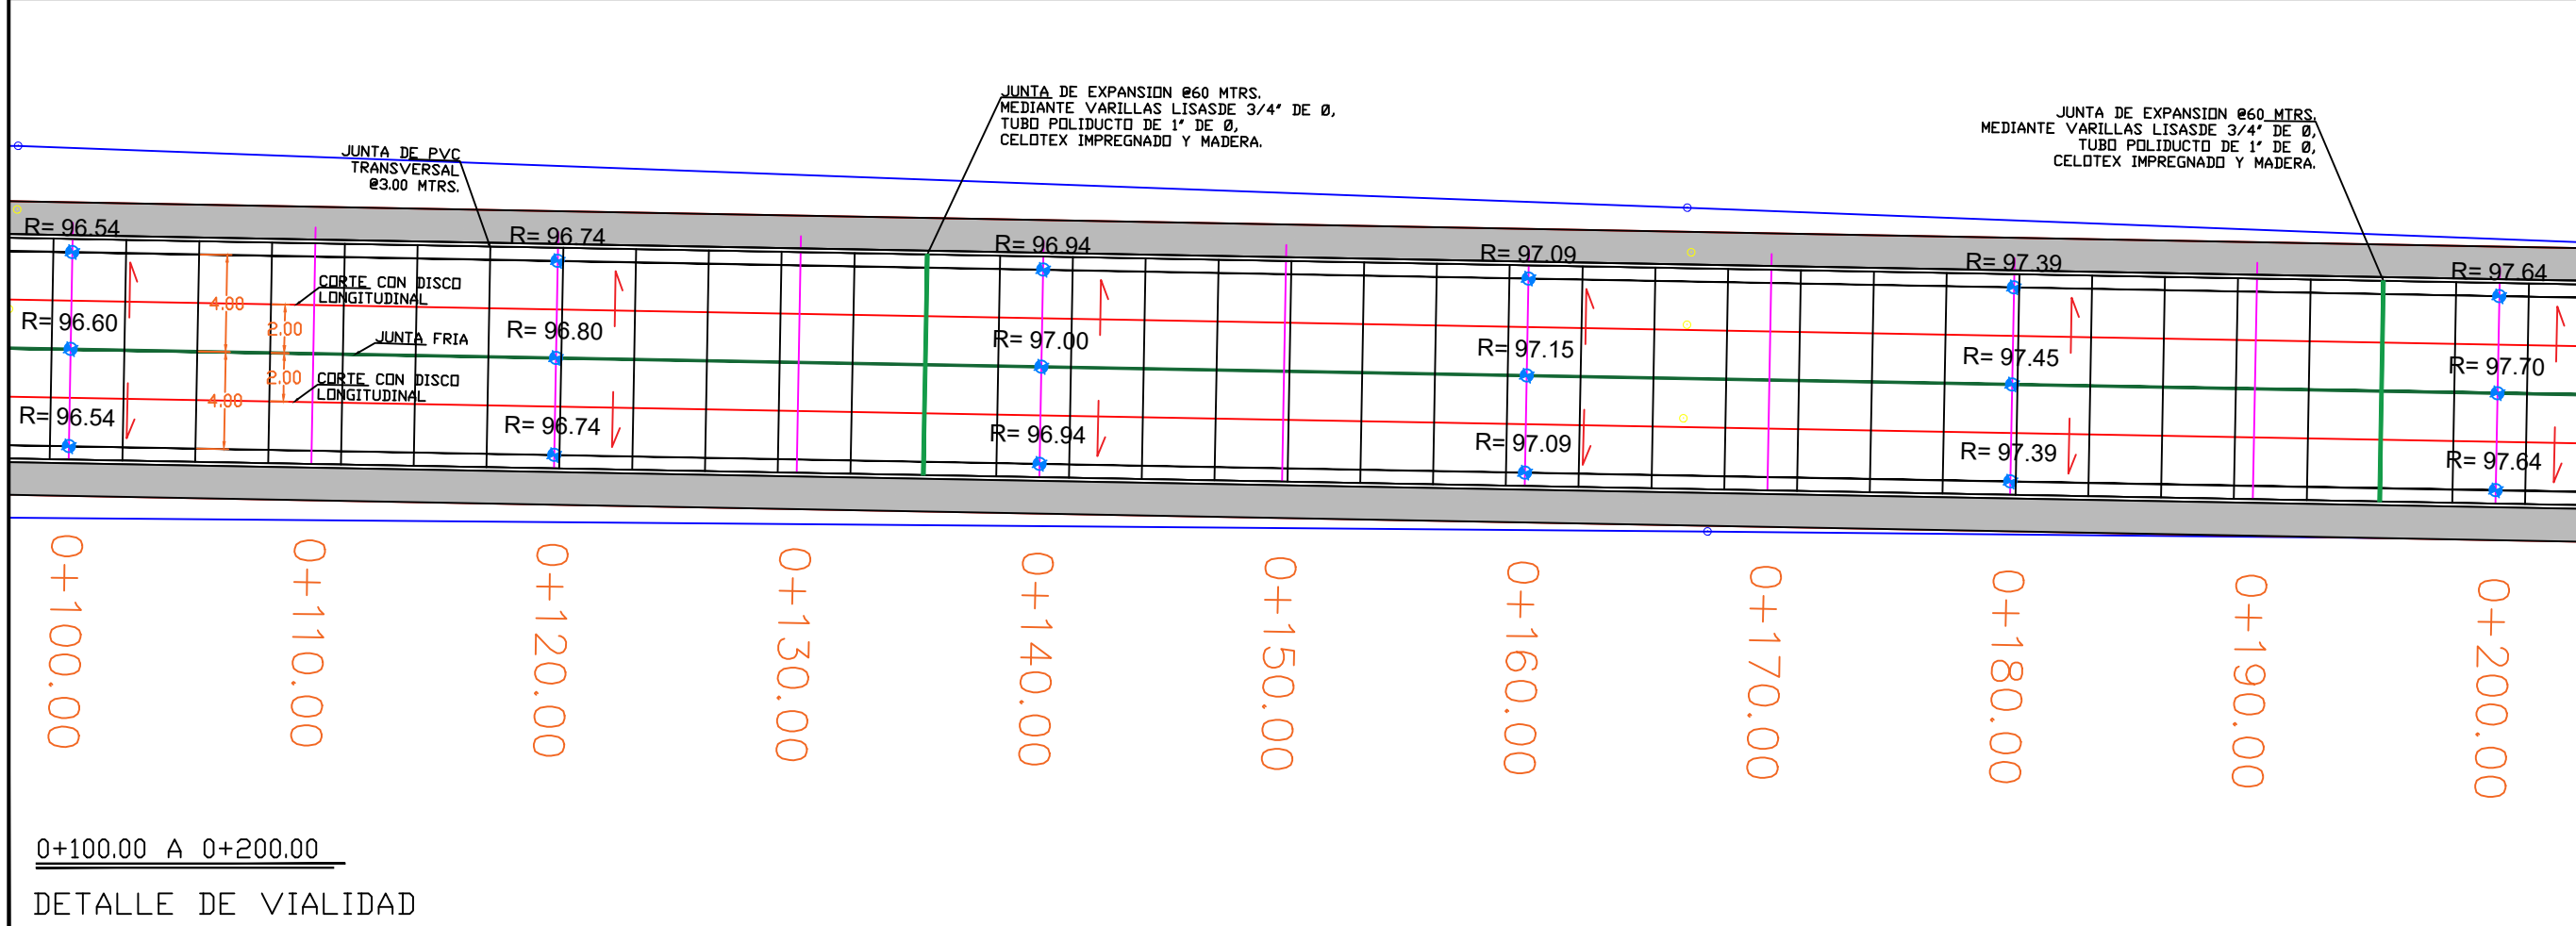 JUNTA DE EXPANSION @60 MTRS.
MEDIANTE VARILLAS LISASDE 3/4" DE Ø,
TUBO POLIDUCTO DE 1" DE Ø,
CELOTEX IMPREGNADO Y MADERA.
JUNTA DE EXPANSION @60 MTRS.
MEDIANTE VARILLAS LISASDE 3/4" DE Ø,
TUBO POLIDUCTO DE 1" DE Ø,
CELOTEX IMPREGNADO Y MADERA.
JUNTA DE PVC
TRANSVERSAL
@3.00 MTRS.
R= 96.54
R= 96.74
R= 96.94
R= 97.09
R= 97.39
R= 97.64
CORTE CON DISCO
LONGITUDINAL
4.00
2.00
R= 96.60
R= 96.80
R= 97.00
R= 97.15
R= 97.45
R= 97.70
JUNTA FRIA
2.00
CORTE CON DISCO
LONGITUDINAL
4.00
R= 96.54
R= 96.74
R= 96.94
R= 97.09
R= 97.39
R= 97.64
0+100.00
0+110.00
0+120.00
0+130.00
0+140.00
0+150.00
0+160.00
0+170.00
0+180.00
0+190.00
0+200.00
0+100.00 A 0+200.00
DETALLE DE VIALIDAD